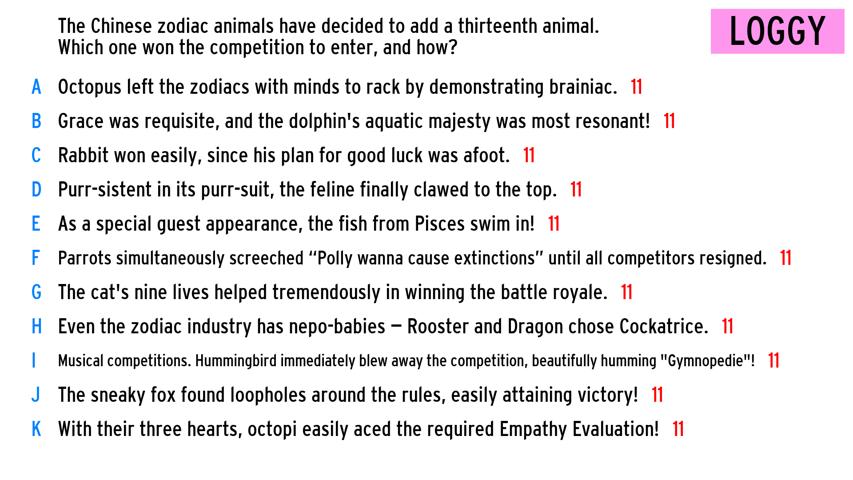 The Chinese zodiac animals have decided to add a thirteenth animal.
Which one won the competition to enter, and how?
LOGGY
A Octopus left the zodiacs with minds to rack by demonstrating brainiac. 11
B Grace was requisite, and the dolphin's aquatic majesty was most resonant! 11
C Rabbit won easily, since his plan for good luck was afoot. 11
D Purr-sistent in its purr-suit, the feline finally clawed to the top. 11
E As a special guest appearance, the fish from Pisces swim in! 11
F Parrots simultaneously screeched “Polly wanna cause extinctions” until all competitors resigned. 11
G The cat's nine lives helped tremendously in winning the battle royale. 11
H Even the zodiac industry has nepo-babies – Rooster and Dragon chose Cockatrice. 11
I Musical competitions. Hummingbird immediately blew away the competition, beautifully humming "Gymnopedie"! 11
J The sneaky fox found loopholes around the rules, easily attaining victory! 11
K With their three hearts, octopi easily aced the required Empathy Evaluation! 11